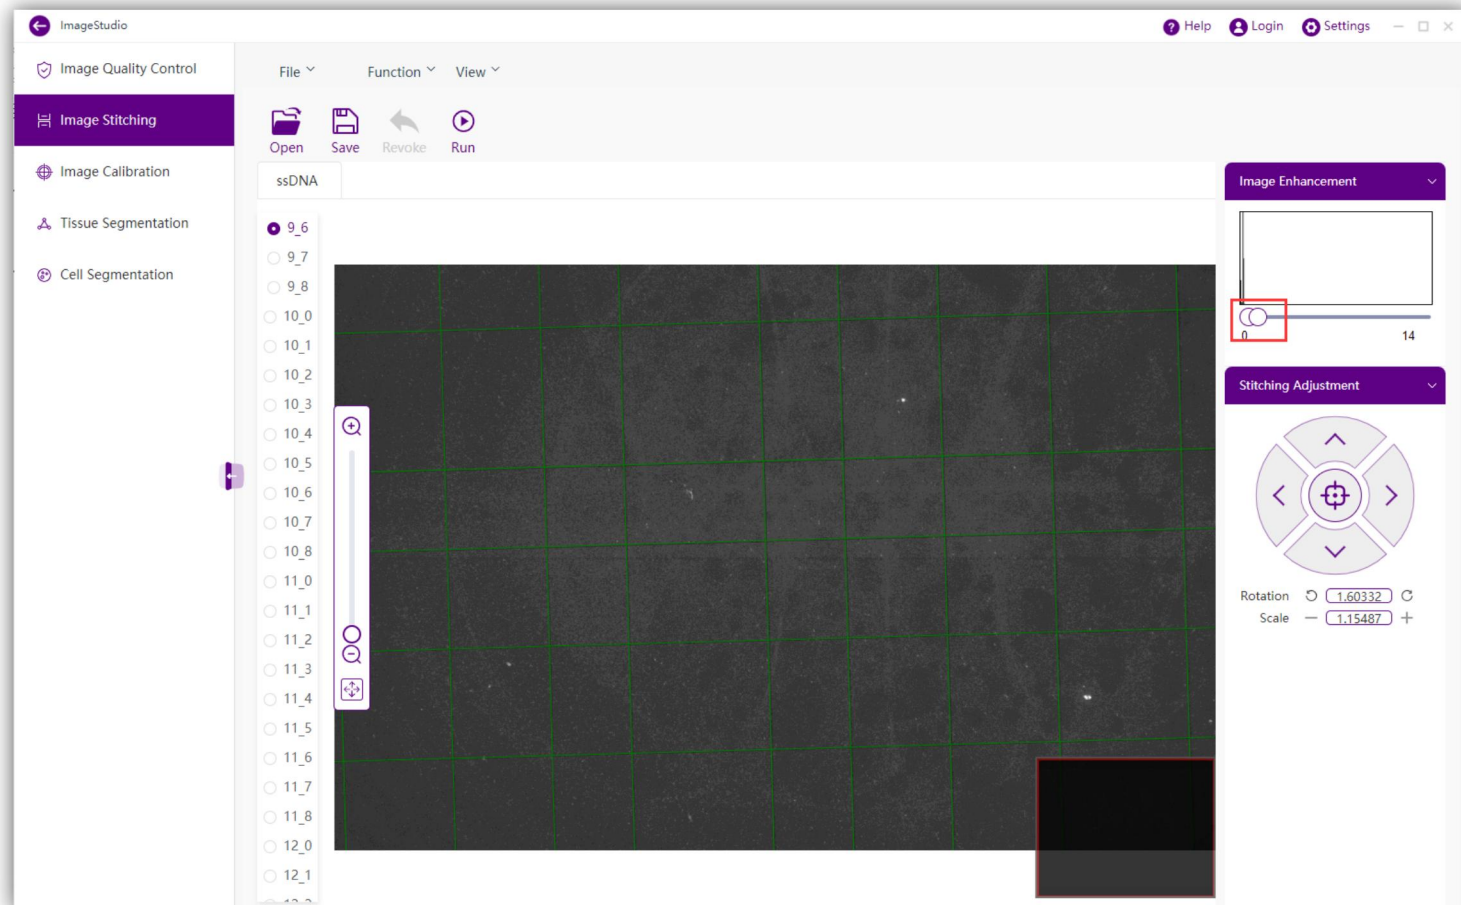 ImageStudio
Help Login Settings
Image Quality Control
Image Stitching
Image Calibration
Tissue Segmentation
Cell Segmentation
File Function View
Open Save Revoke Run
ssDNA
9_6
9_7
9_8
10_0
10_1
10_2
10_3
10_4
10_5
10_6
10_7
10_8
11_0
11_1
11_2
11_3
11_4
11_5
11_6
11_7
11_8
12_0
12_1
Image Enhancement
0 14
Stitching Adjustment
Rotation 1.60332
Scale 1.15487